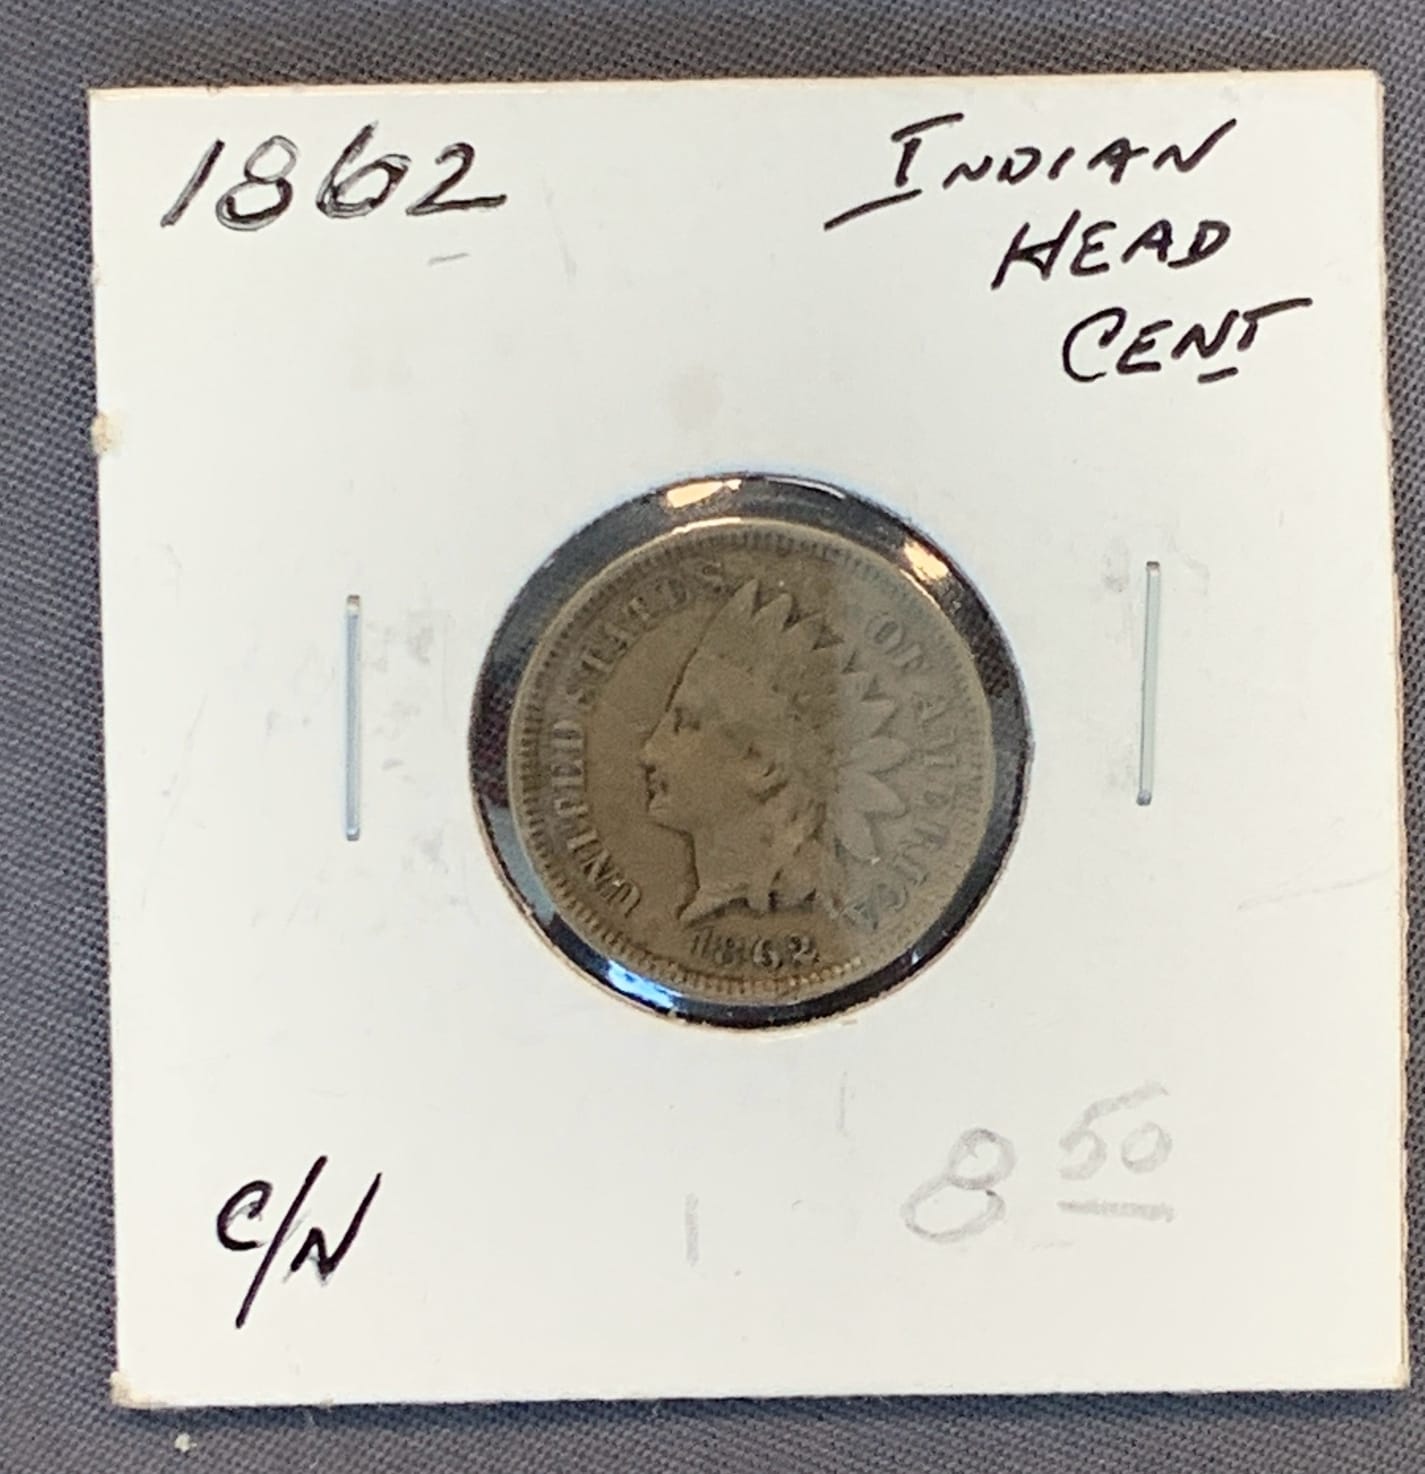 1862
INDIAN
HEAD
CENT
UNITED STATES OF AMERICA
1862
C/N
8 50